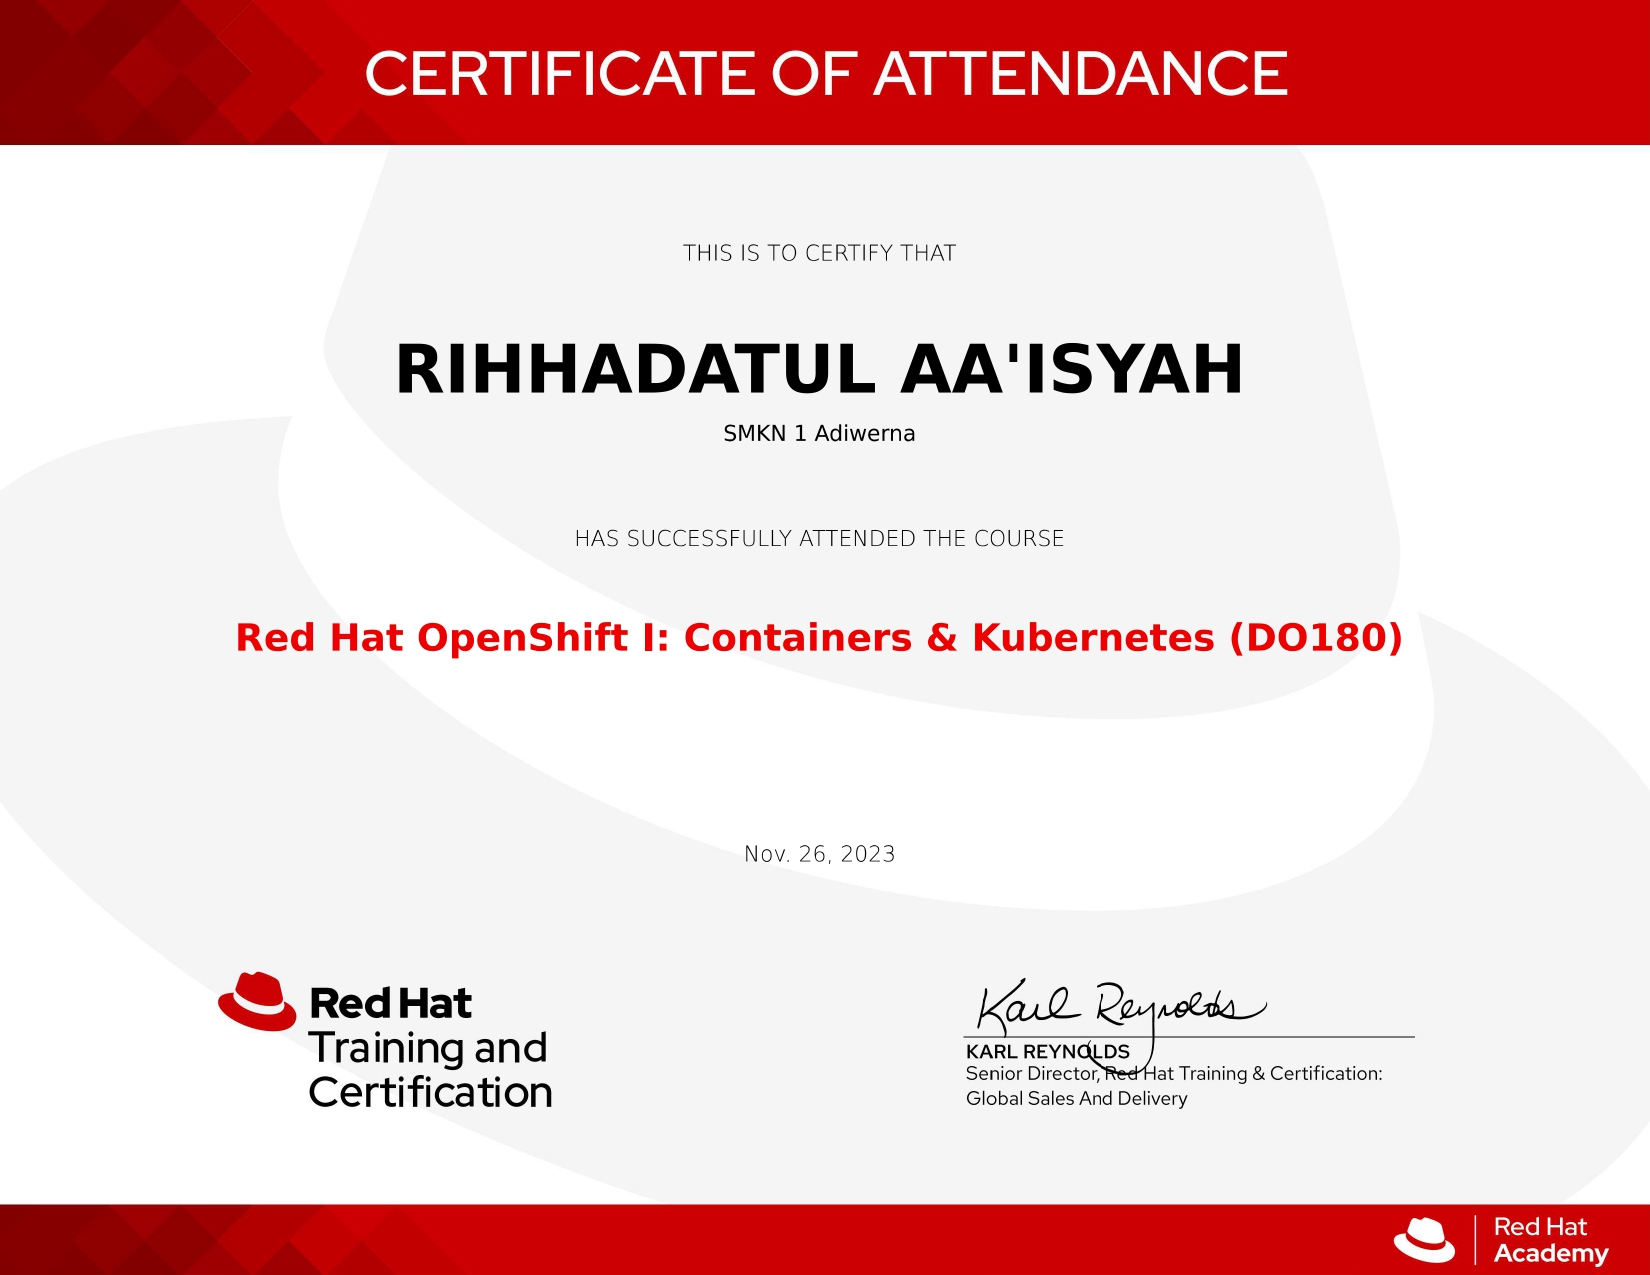 CERTIFICATE OF ATTENDANCE
THIS IS TO CERTIFY THAT
RIHHADATUL AA'ISYAH
SMKN 1 Adiwerna
HAS SUCCESSFULLY ATTENDED THE COURSE
Red Hat OpenShift I: Containers & Kubernetes (DO180)
Nov. 26, 2023
Red Hat
Training and
Certification
Karl Reynolds
KARL REYNOLDS
Senior Director, Red Hat Training & Certification:
Global Sales And Delivery
Red Hat
Academy